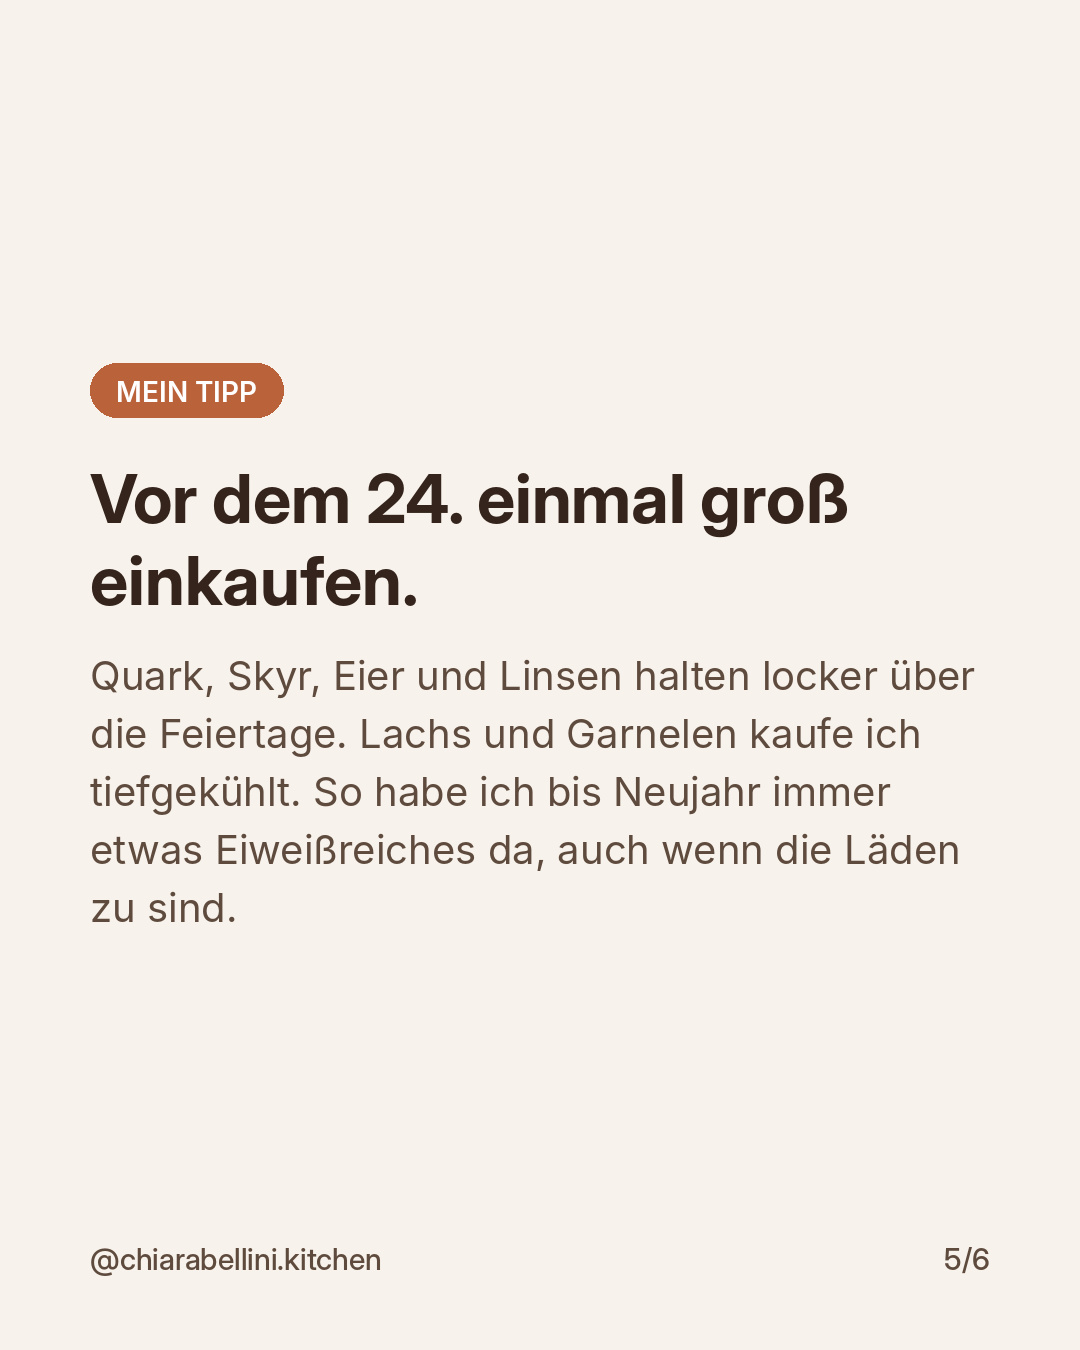 MEIN TIPP
Vor dem 24. einmal groß
einkaufen.
Quark, Skyr, Eier und Linsen halten locker über
die Feiertage. Lachs und Garnelen kaufe ich
tiefgekühlt. So habe ich bis Neujahr immer
etwas Eiweißreiches da, auch wenn die Läden
zu sind.
@chiarabellini.kitchen
5/6